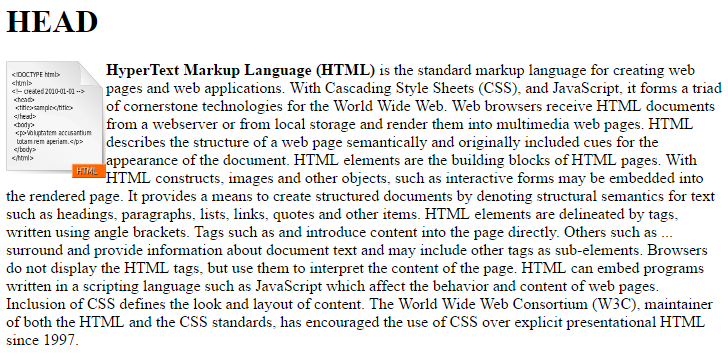 HEAD
<!DOCTYPE html>
<html>
<!-- created 2010-01-01 -->
<head>
<title>sample</title>
</head>
<body>
<p>Voluptatem accusantium
totam rem aperiam.</p>
</body>
</html>
HTML
HyperText Markup Language (HTML) is the standard markup language for creating web
pages and web applications. With Cascading Style Sheets (CSS), and JavaScript, it forms a triad
of cornerstone technologies for the World Wide Web. Web browsers receive HTML documents
from a webserver or from local storage and render them into multimedia web pages. HTML
describes the structure of a web page semantically and originally included cues for the
appearance of the document. HTML elements are the building blocks of HTML pages. With
HTML constructs, images and other objects, such as interactive forms may be embedded into
the rendered page. It provides a means to create structured documents by denoting structural semantics for text
such as headings, paragraphs, lists, links, quotes and other items. HTML elements are delineated by tags,
written using angle brackets. Tags such as and introduce content into the page directly. Others such as ...
surround and provide information about document text and may include other tags as sub-elements. Browsers
do not display the HTML tags, but use them to interpret the content of the page. HTML can embed programs
written in a scripting language such as JavaScript which affect the behavior and content of web pages.
Inclusion of CSS defines the look and layout of content. The World Wide Web Consortium (W3C), maintainer
of both the HTML and the CSS standards, has encouraged the use of CSS over explicit presentational HTML
since 1997.